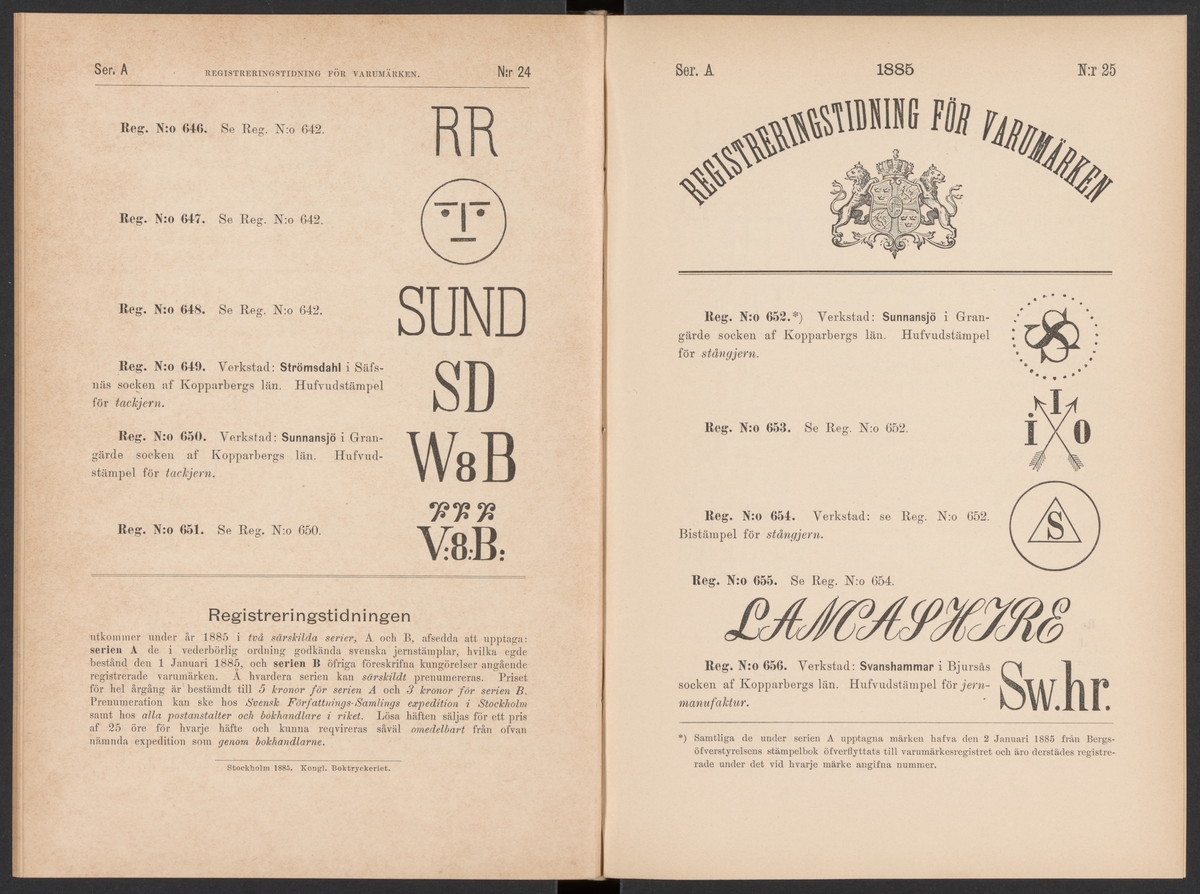 Ser. A REGISTRERINGSTIDNING FÖR VARUMÄRKEN. N:r 24
Reg. N:o 646. Se Reg. N:o 642.
RR
Reg. N:o 647. Se Reg. N:o 642.
Reg. N:o 648. Se Reg. N:o 642.
SUND
Reg. N:o 649. Verkstad: Strömsdahl i Säfs-
näs socken af Kopparbergs län. Hufvudstämpel
för tackjern.
SD
Reg. N:o 650. Verkstad: Sunnansjö i Gran-
gärde socken af Kopparbergs län. Hufvud-
stämpel för tackjern.
W8B
Reg. N:o 651. Se Reg. N:o 650.
V:8:B:
Registreringstidningen
utkommer under år 1885 i två särskilda serier, A och B, afsedda att upptaga:
serien A de i vederbörlig ordning godkända svenska jernstämplar, hvilka egde
bestånd den 1 Januari 1885, och serien B öfriga föreskrifna kungörelser angående
registrerade varumärken. Å hvardera serien kan särskildt prenumereras. Priset
för hel årgång är bestämdt till 5 kronor för serien A och 3 kronor för serien B.
Prenumeration kan ske hos Svensk Författnings-Samlings expedition i Stockholm
samt hos alla postanstalter och bokhandlare i riket. Lösa häften säljas för ett pris
af 25 öre för hvarje häfte och kunna reqvireras såväl omedelbart från ofvan
nämnda expedition som genom bokhandlarne.
Stockholm 1885. Kongl. Boktryckeriet.
Ser. A 1885 N:r 25
REGISTRERINGSTIDNING FÖR VARUMÄRKEN
Reg. N:o 652.*) Verkstad: Sunnansjö i Gran-
gärde socken af Kopparbergs län. Hufvudstämpel
för stångjern.
Reg. N:o 653. Se Reg. N:o 652.
I
i O
Reg. N:o 654. Verkstad: se Reg. N:o 652.
Bistämpel för stångjern.
S
Reg. N:o 655. Se Reg. N:o 654.
LANCASHIRE
Reg. N:o 656. Verkstad: Svanshammar i Bjursås
socken af Kopparbergs län. Hufvudstämpel för jern-
manufaktur.
Sw.hr.
*) Samtliga de under serien A upptagna märken hafva den 2 Januari 1885 från Bergs-
öfverstyrelsens stämpelbok öfverflyttats till varumärkesregistret och äro derstädes registre-
rade under det vid hvarje märke angifna nummer.